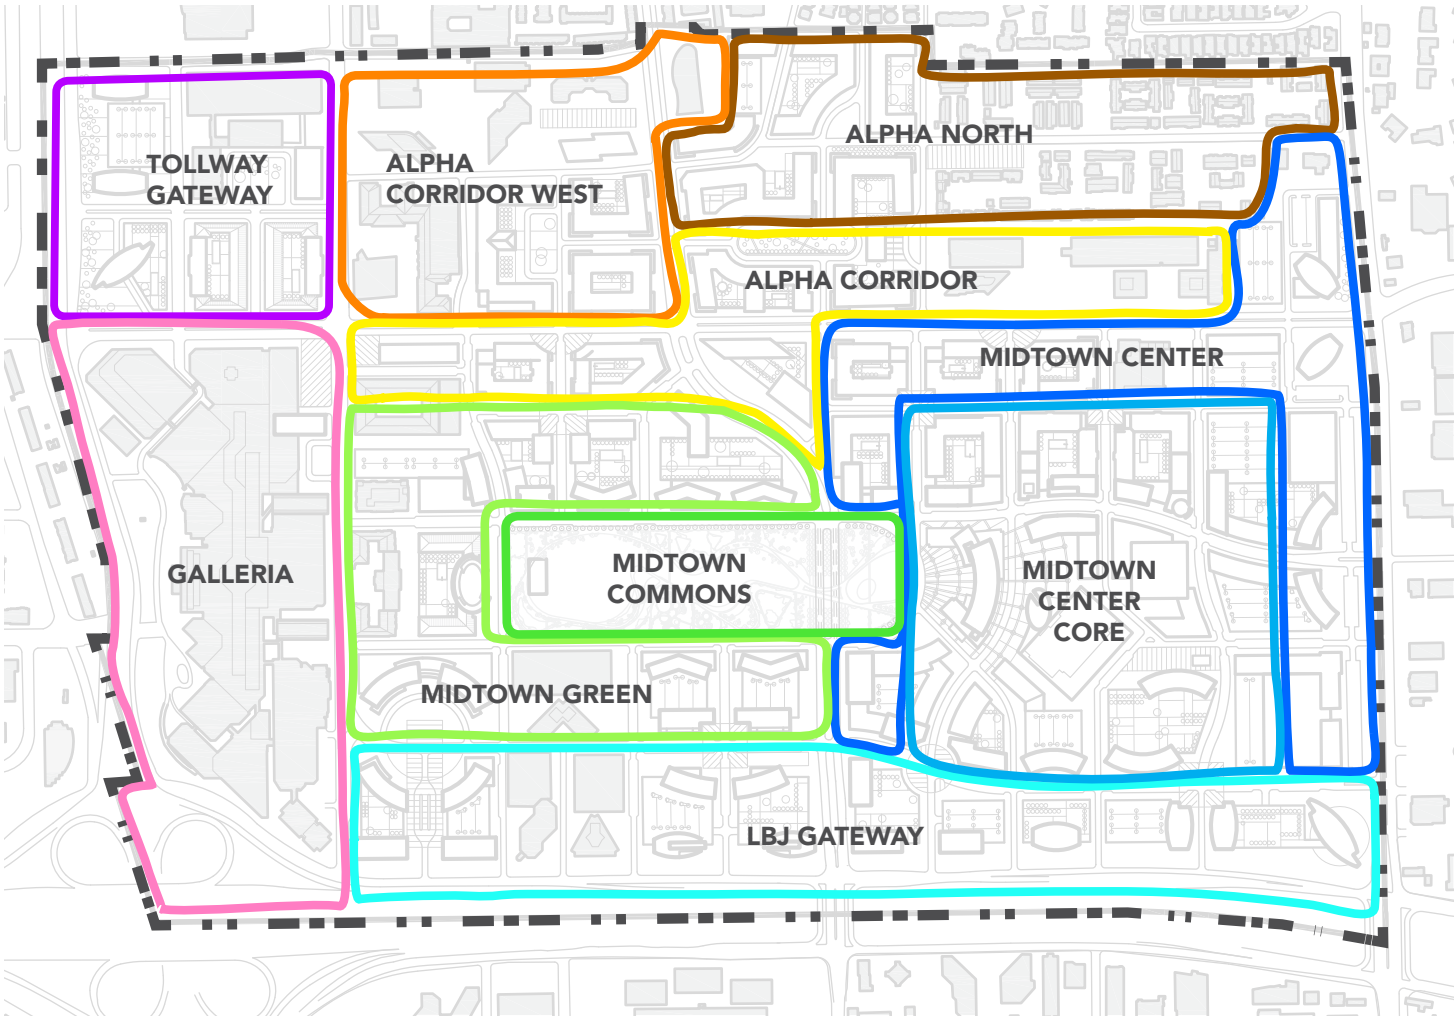 ALPHA NORTH
TOLLWAY
GATEWAY
ALPHA
CORRIDOR WEST
ALPHA CORRIDOR
MIDTOWN CENTER
GALLERIA
MIDTOWN
COMMONS
MIDTOWN
CENTER
CORE
MIDTOWN GREEN
LBJ GATEWAY